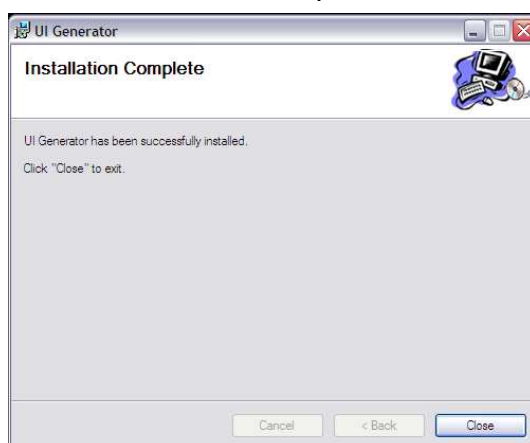 UI Generator
Installation Complete
UI Generator has been successfully installed.
Click "Close" to exit.
Cancel
< Back
Close